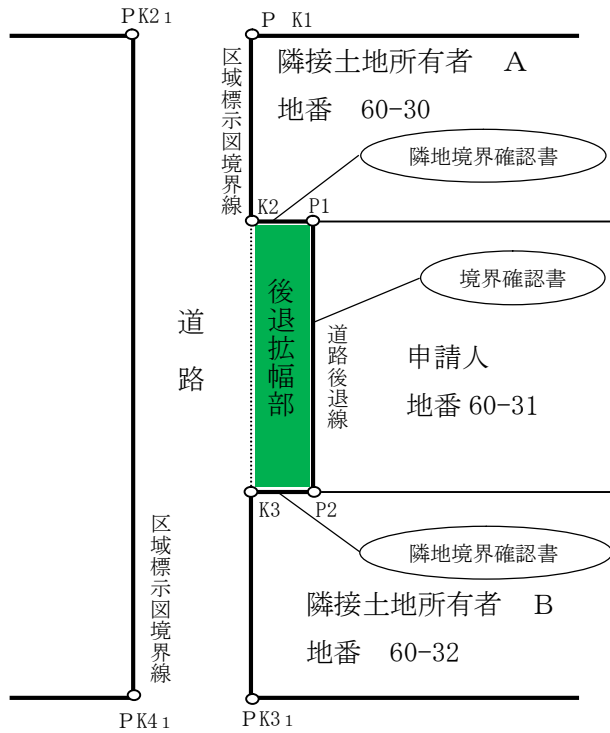 PK2₁
P K1
区域標示図境界線
隣接土地所有者 A
地番 60-30
隣地境界確認書
K2
P1
境界確認書
後退拡幅部
道路後退線
道路
申請人
地番 60-31
K3
P2
隣地境界確認書
区域標示図境界線
隣接土地所有者 B
地番 60-32
PK4₁
PK3₁